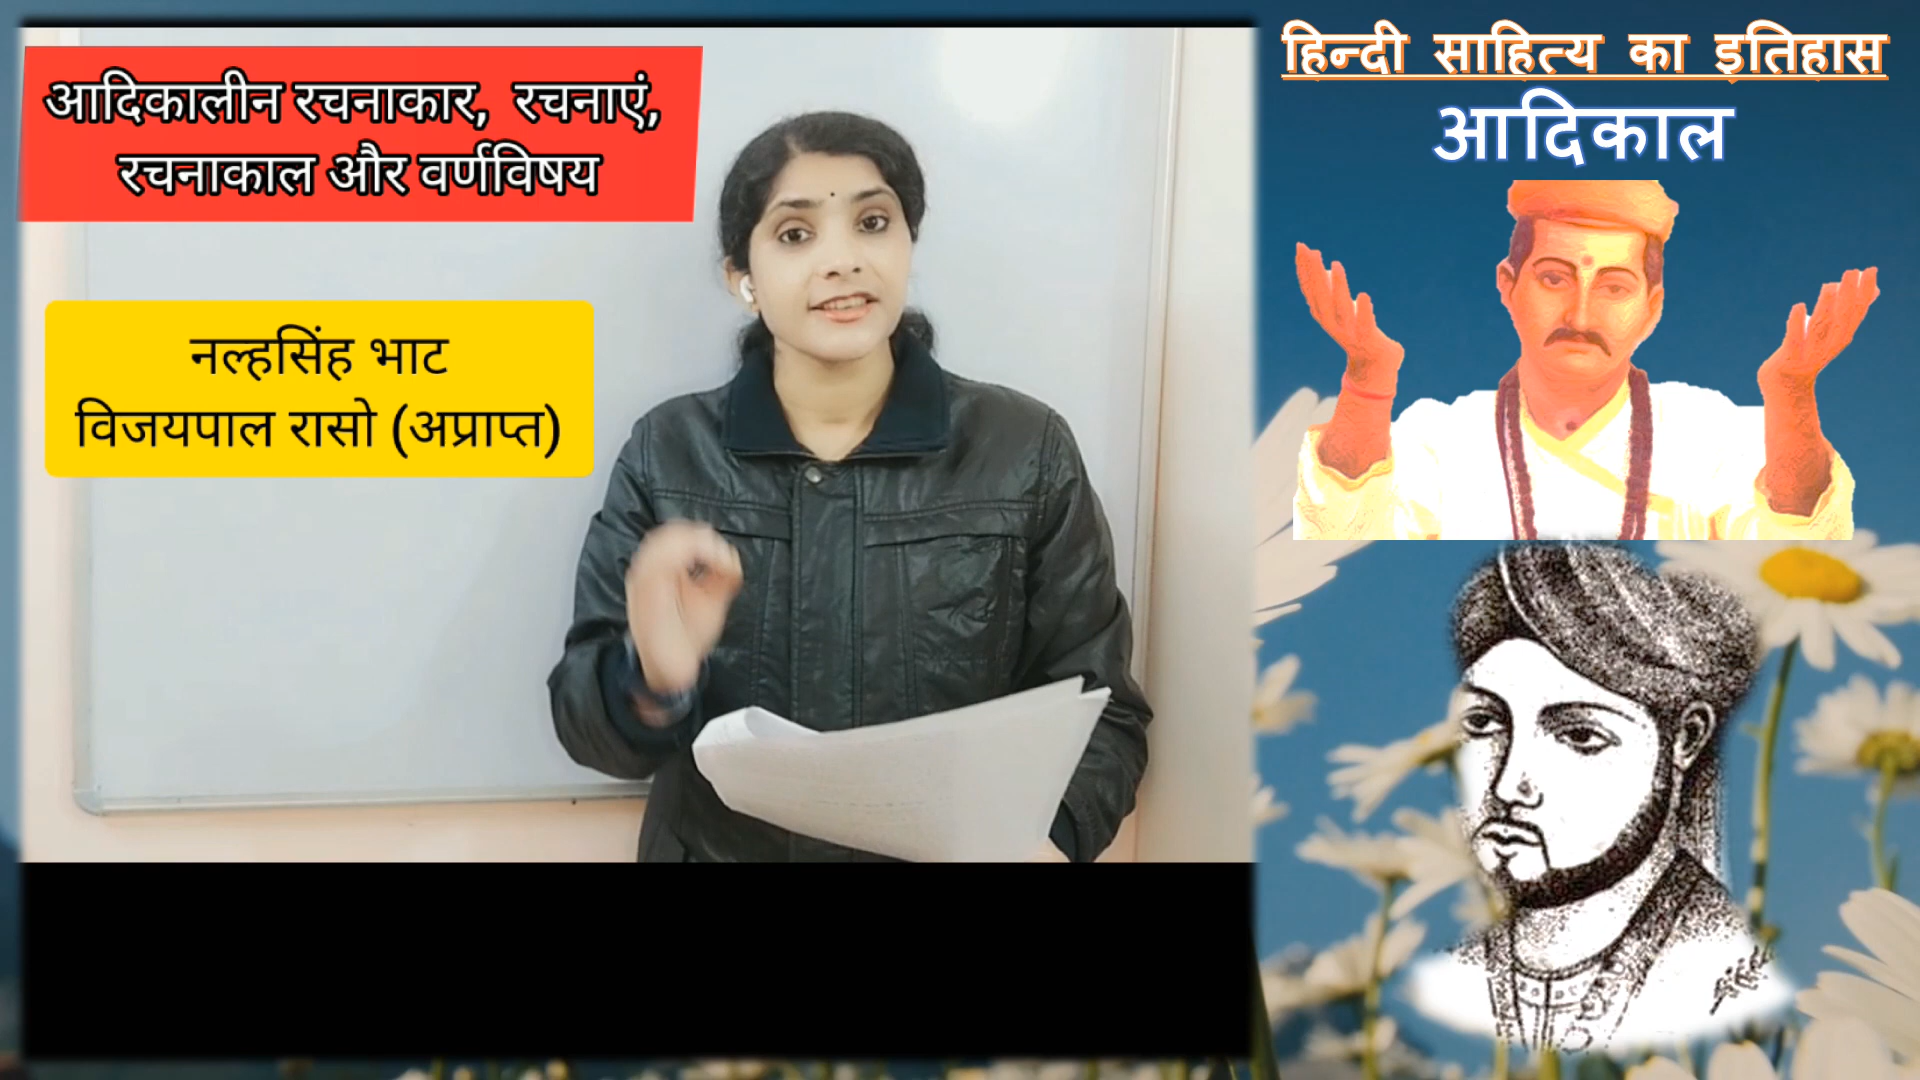 आदिकालीन रचनाकार, रचनाएं,
रचनाकाल और वर्णविषय
नल्हसिंह भाट
विजयपाल रासो (अप्राप्त)
हिन्दी साहित्य का इतिहास
आदिकाल